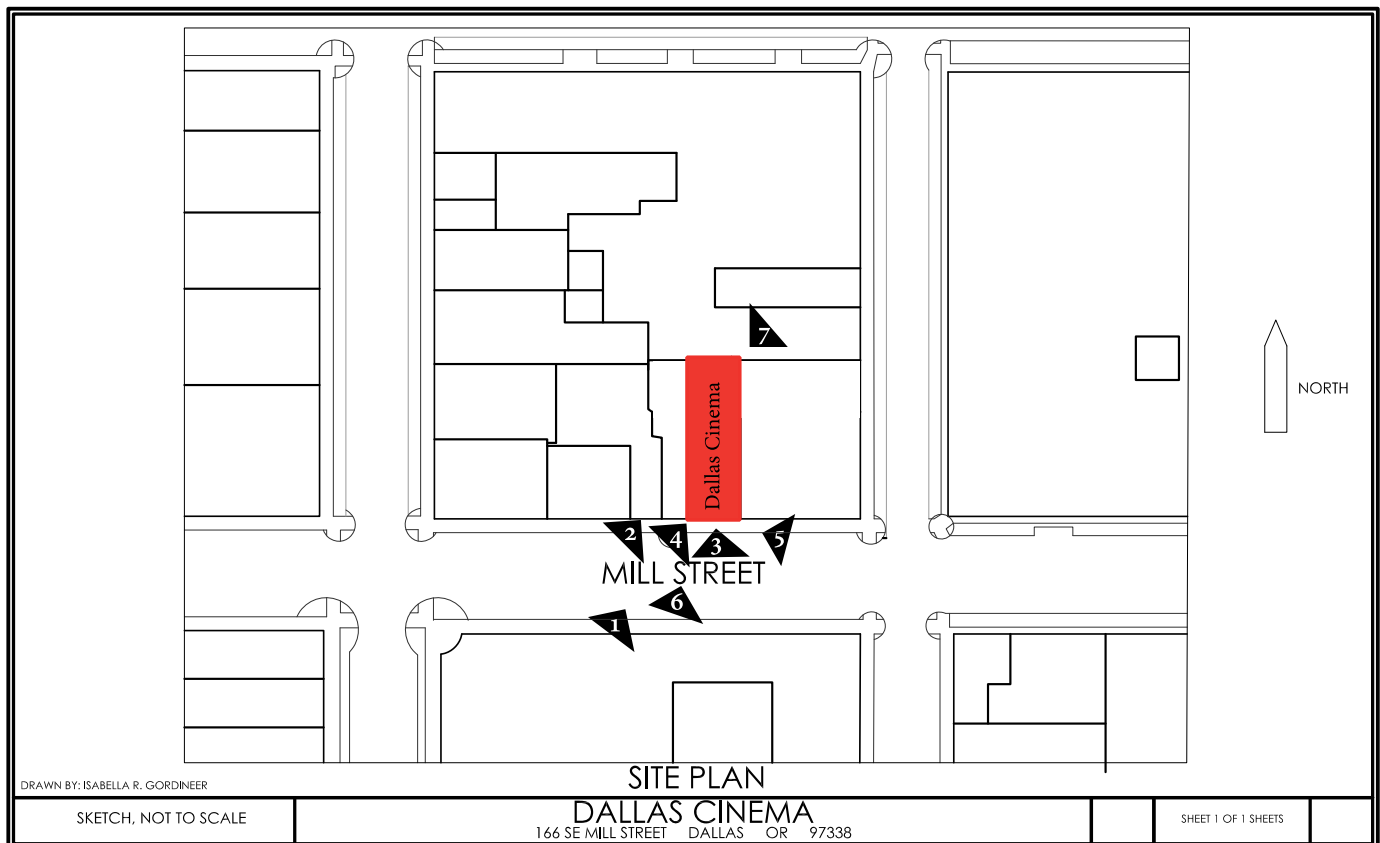 Dallas Cinema
7
NORTH
2
4
3
5
MILL STREET
6
1
SITE PLAN
DRAWN BY: ISABELLA R. GORDINEER
SKETCH, NOT TO SCALE
DALLAS CINEMA
166 SE MILL STREET DALLAS OR 97338
SHEET 1 OF 1 SHEETS